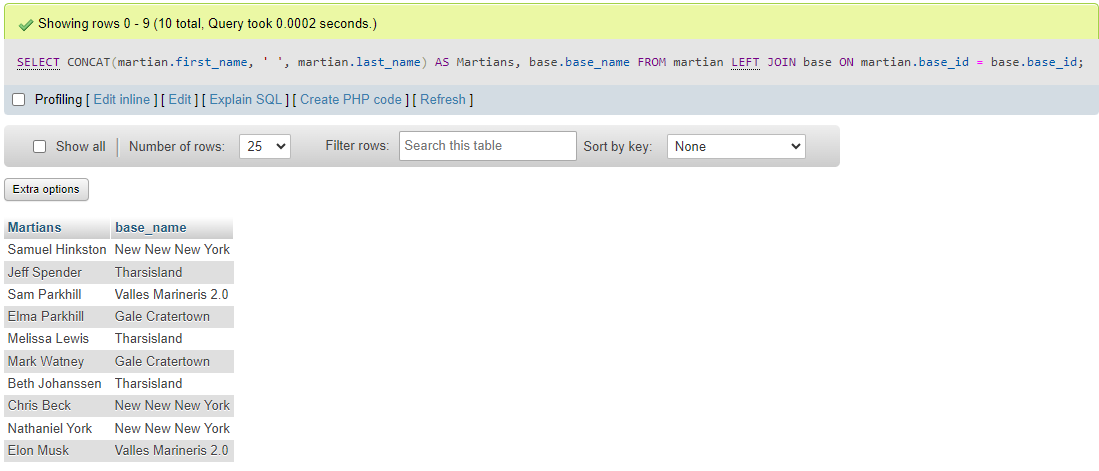 Showing rows 0 - 9 (10 total, Query took 0.0002 seconds.)
SELECT CONCAT(martian.first_name, ' ', martian.last_name) AS Martians, base.base_name FROM martian LEFT JOIN base ON martian.base_id = base.base_id;
Profiling [ Edit inline ] [ Edit ] [ Explain SQL ] [ Create PHP code ] [ Refresh ]
Show all Number of rows: 25 Filter rows: Search this table Sort by key: None
Extra options
Martians base_name
Samuel Hinkston New New New York
Jeff Spender Tharsisland
Sam Parkhill Valles Marineris 2.0
Elma Parkhill Gale Cratertown
Melissa Lewis Tharsisland
Mark Watney Gale Cratertown
Beth Johanssen Tharsisland
Chris Beck New New New York
Nathaniel York New New New York
Elon Musk Valles Marineris 2.0